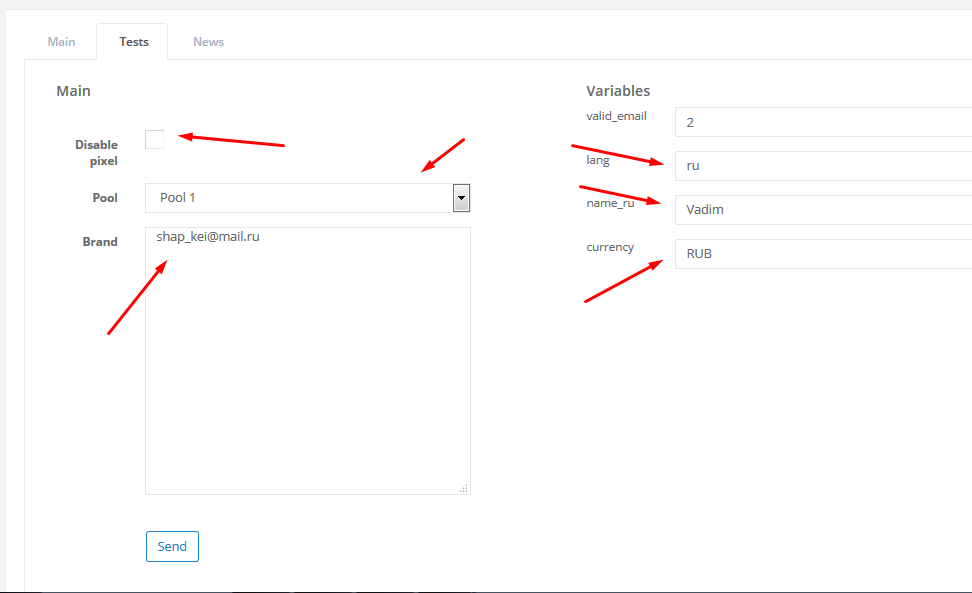 Main Tests News
Main
Disable
pixel
Pool Pool 1
Brand shap_kei@mail.ru
Send
Variables
valid_email 2
lang ru
name_ru Vadim
currency RUB